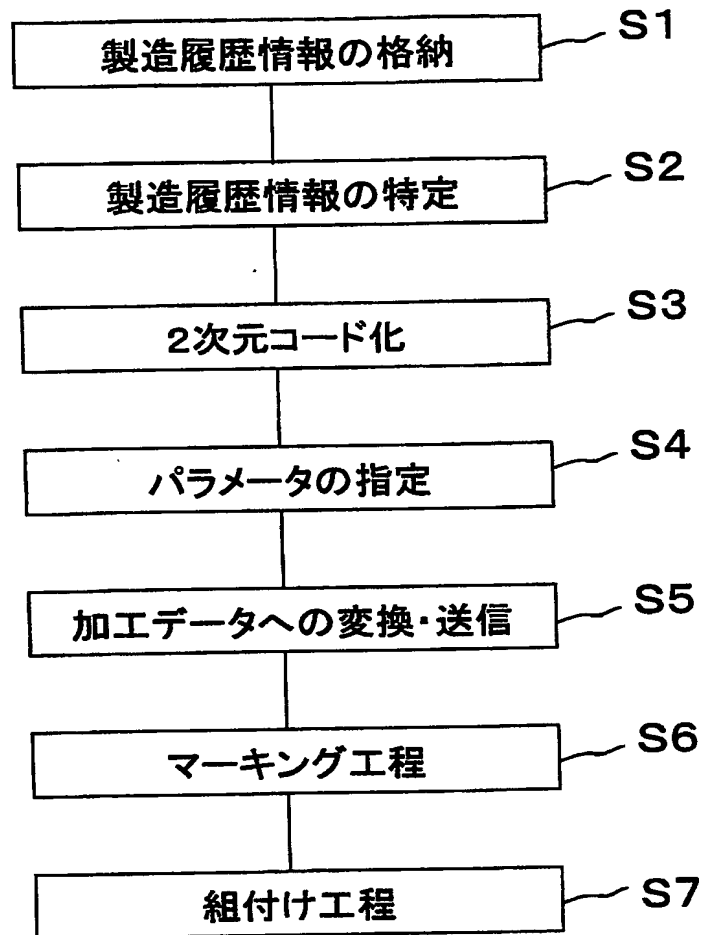 製造履歴情報の格納 S1
製造履歴情報の特定 S2
2次元コード化 S3
パラメータの指定 S4
加工データへの変換・送信 S5
マーキング工程 S6
組付け工程 S7